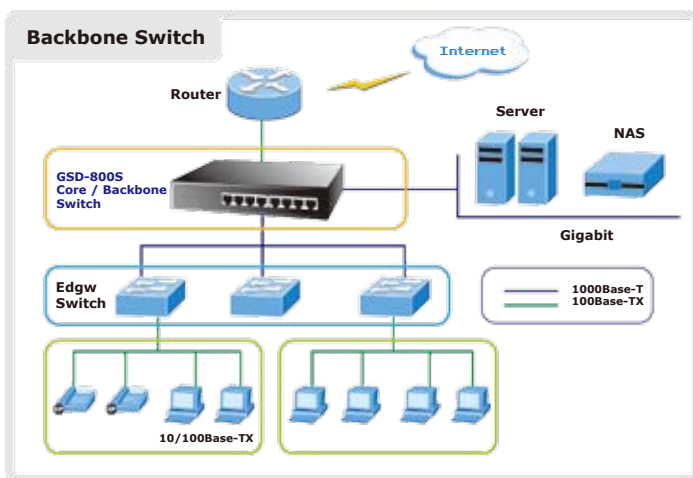 Backbone Switch
Internet
Router
Server
NAS
GSD-800S
Core / Backbone
Switch
Gigabit
Edgw
Switch
1000Base-T
100Base-TX
10/100Base-TX